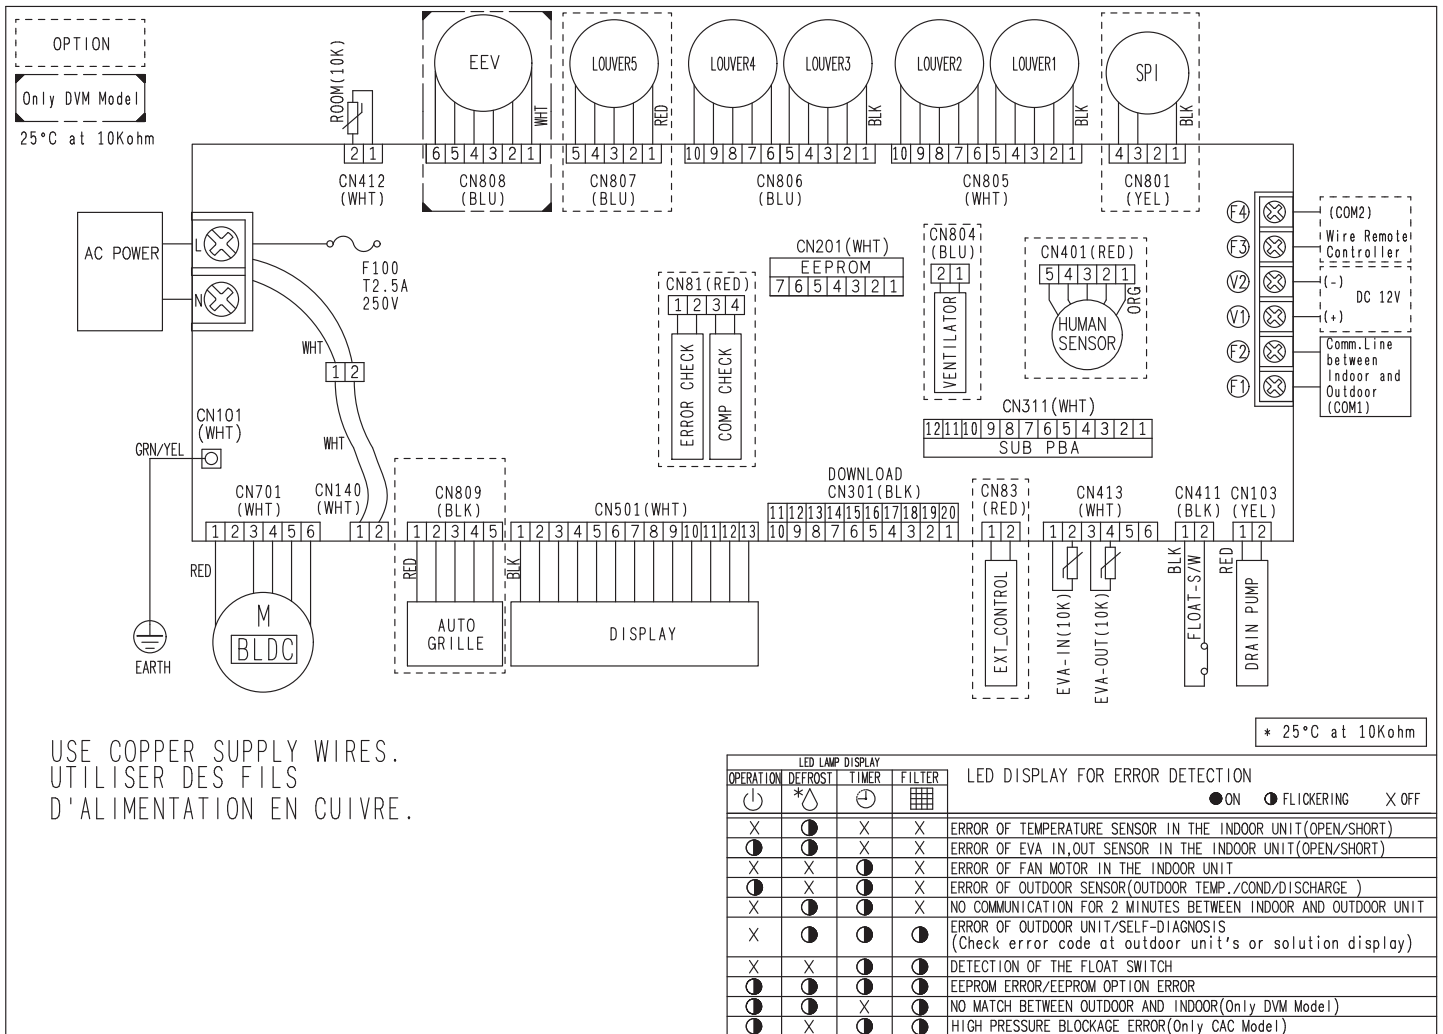 OPTION
Only DVM Model
25°C at 10Kohm
ROOM(10K)
2 1
CN412
(WHT)
EEV
WHT
6 5 4 3 2 1
CN808
(BLU)
LOUVER5
RED
5 4 3 2 1
CN807
(BLU)
LOUVER4
LOUVER3
BLK
10 9 8 7 6 5 4 3 2 1
CN806
(BLU)
LOUVER2
LOUVER1
BLK
10 9 8 7 6 5 4 3 2 1
CN805
(WHT)
SPI
BLK
4 3 2 1
CN801
(YEL)
AC POWER
L
N
F100
T2.5A
250V
WHT
1 2
WHT
CN101
(WHT)
GRN/YEL
EARTH
CN81(RED)
1 2 3 4
ERROR CHECK
COMP CHECK
CN201(WHT)
EEPROM
7 6 5 4 3 2 1
CN804
(BLU)
2 1
VENTILATOR
CN401(RED)
5 4 3 2 1
ORG
HUMAN
SENSOR
CN311(WHT)
12 11 10 9 8 7 6 5 4 3 2 1
SUB PBA
F4
F3
V2
V1
F2
F1
(COM2)
Wire Remote
Controller
(-)
DC 12V
(+)
Comm.Line
between
Indoor and
Outdoor
(COM1)
CN701
(WHT)
1 2 3 4 5 6
RED
M
BLDC
CN140
(WHT)
1 2
CN809
(BLK)
1 2 3 4 5
RED
AUTO
GRILLE
CN501(WHT)
1 2 3 4 5 6 7 8 9 10 11 12 13
BLK
DISPLAY
DOWNLOAD
CN301(BLK)
11 12 13 14 15 16 17 18 19 20
10 9 8 7 6 5 4 3 2 1
CN83
(RED)
1 2
EXT_CONTROL
CN413
(WHT)
1 2 3 4 5 6
EVA-IN(10K)
EVA-OUT(10K)
CN411
(BLK)
1 2
BLK
FLOAT-S/W
CN103
(YEL)
1 2
RED
DRAIN PUMP
* 25°C at 10Kohm
USE COPPER SUPPLY WIRES.
UTILISER DES FILS
D'ALIMENTATION EN CUIVRE.
LED LAMP DISPLAY
OPERATION DEFROST TIMER FILTER
LED DISPLAY FOR ERROR DETECTION
●ON ◑ FLICKERING X OFF
X ◑ X X ERROR OF TEMPERATURE SENSOR IN THE INDOOR UNIT(OPEN/SHORT)
◑ ◑ X X ERROR OF EVA IN,OUT SENSOR IN THE INDOOR UNIT(OPEN/SHORT)
X X ◑ X ERROR OF FAN MOTOR IN THE INDOOR UNIT
◑ X ◑ X ERROR OF OUTDOOR SENSOR(OUTDOOR TEMP./COND/DISCHARGE )
X ◑ ◑ X NO COMMUNICATION FOR 2 MINUTES BETWEEN INDOOR AND OUTDOOR UNIT
X ◑ ◑ ◑ ERROR OF OUTDOOR UNIT/SELF-DIAGNOSIS
(Check error code at outdoor unit's or solution display)
X X ◑ ◑ DETECTION OF THE FLOAT SWITCH
◑ ◑ ◑ ◑ EEPROM ERROR/EEPROM OPTION ERROR
◑ ◑ X ◑ NO MATCH BETWEEN OUTDOOR AND INDOOR(Only DVM Model)
◑ X ◑ ◑ HIGH PRESSURE BLOCKAGE ERROR(Only CAC Model)